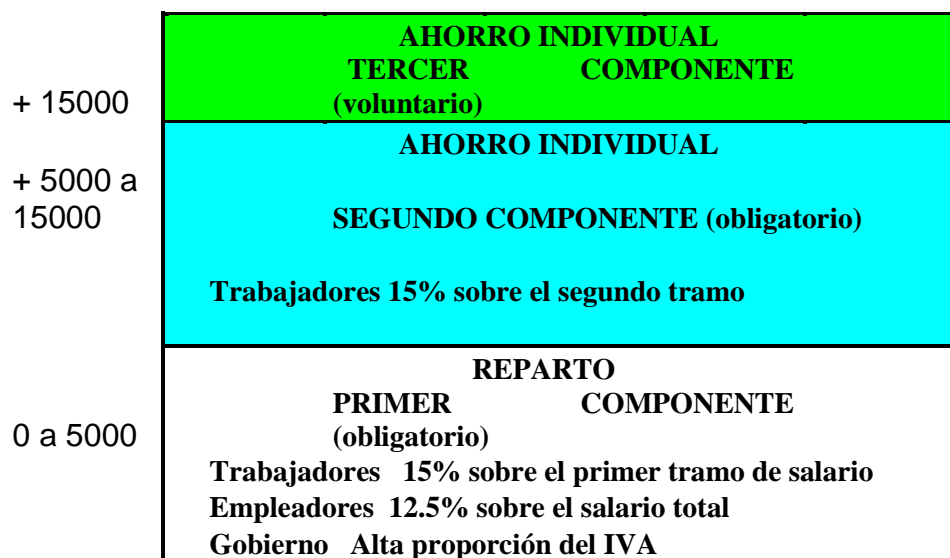 AHORRO INDIVIDUAL
TERCER COMPONENTE
+ 15000 (voluntario)
AHORRO INDIVIDUAL
+ 5000 a
15000 SEGUNDO COMPONENTE (obligatorio)
Trabajadores 15% sobre el segundo tramo
REPARTO
PRIMER COMPONENTE
0 a 5000 (obligatorio)
Trabajadores 15% sobre el primer tramo de salario
Empleadores 12.5% sobre el salario total
Gobierno Alta proporción del IVA